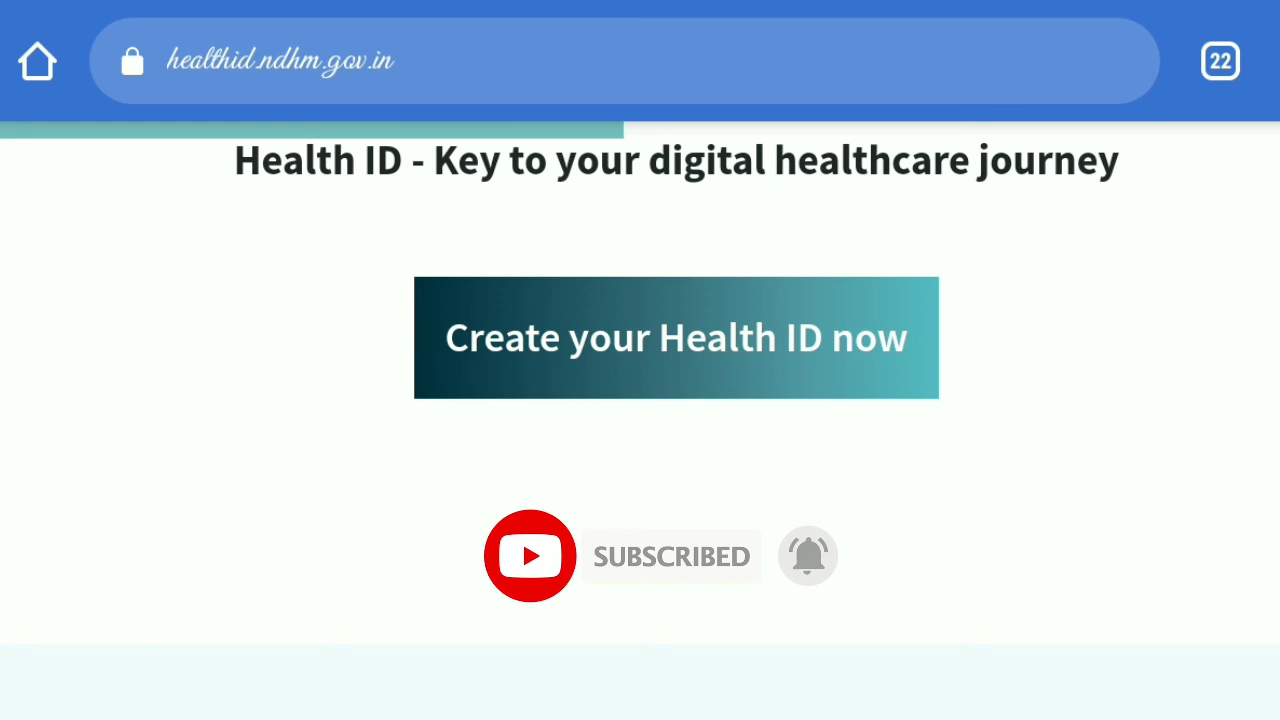 healthid.ndhm.gov.in
22
Health ID - Key to your digital healthcare journey
Create your Health ID now
SUBSCRIBED